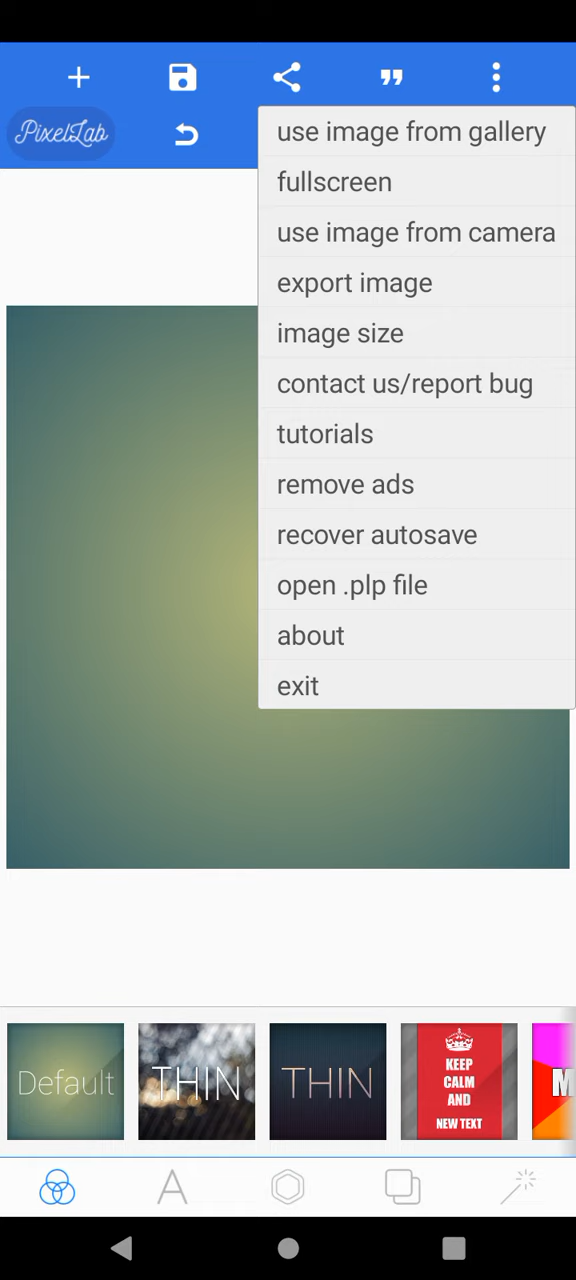 PixelLab
use image from gallery
fullscreen
use image from camera
export image
image size
contact us/report bug
tutorials
remove ads
recover autosave
open .plp file
about
exit
Default
THIN
THIN
KEEP
CALM
AND
NEW TEXT
M
A